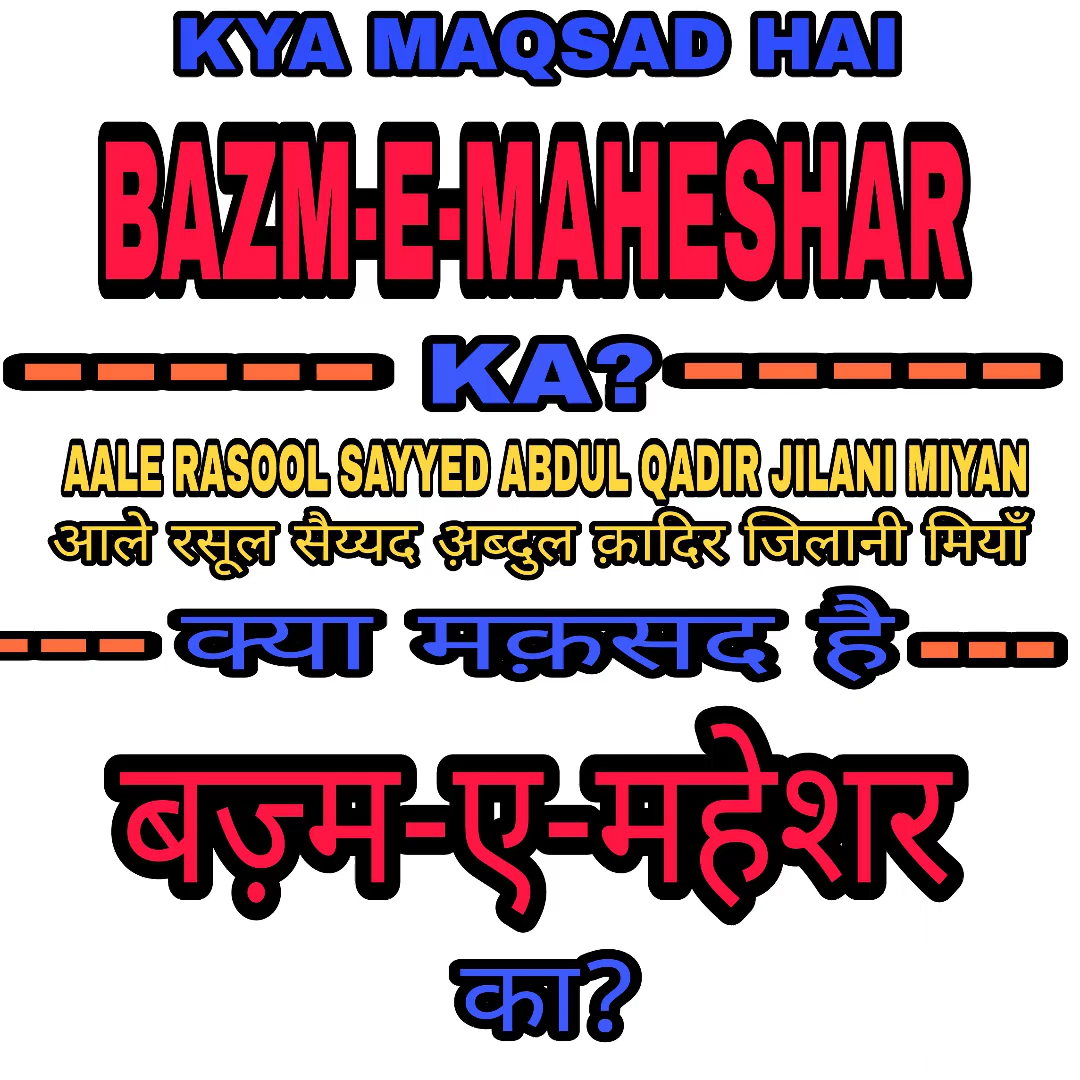 KYA MAQSAD HAI
BAZM-E-MAHESHAR
----- KA?-----
AALE RASOOL SAYYED ABDUL QADIR JILANI MIYAN
आले रसूल सैय्यद अ़ब्दुल क़ादिर जिलानी मियाँ
---क्या मक़सद है---
बज़्म-ए-महेशर
का?